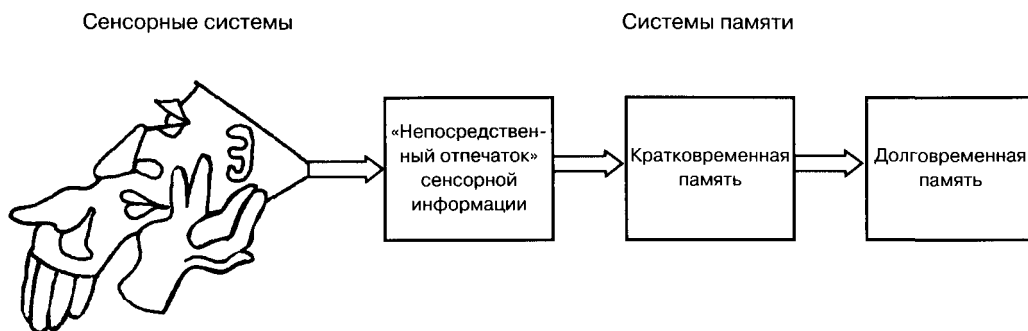 Сенсорные системы
Системы памяти
«Непосредствен-
ный отпечаток»
сенсорной
информации
Кратковременная
память
Долговременная
память